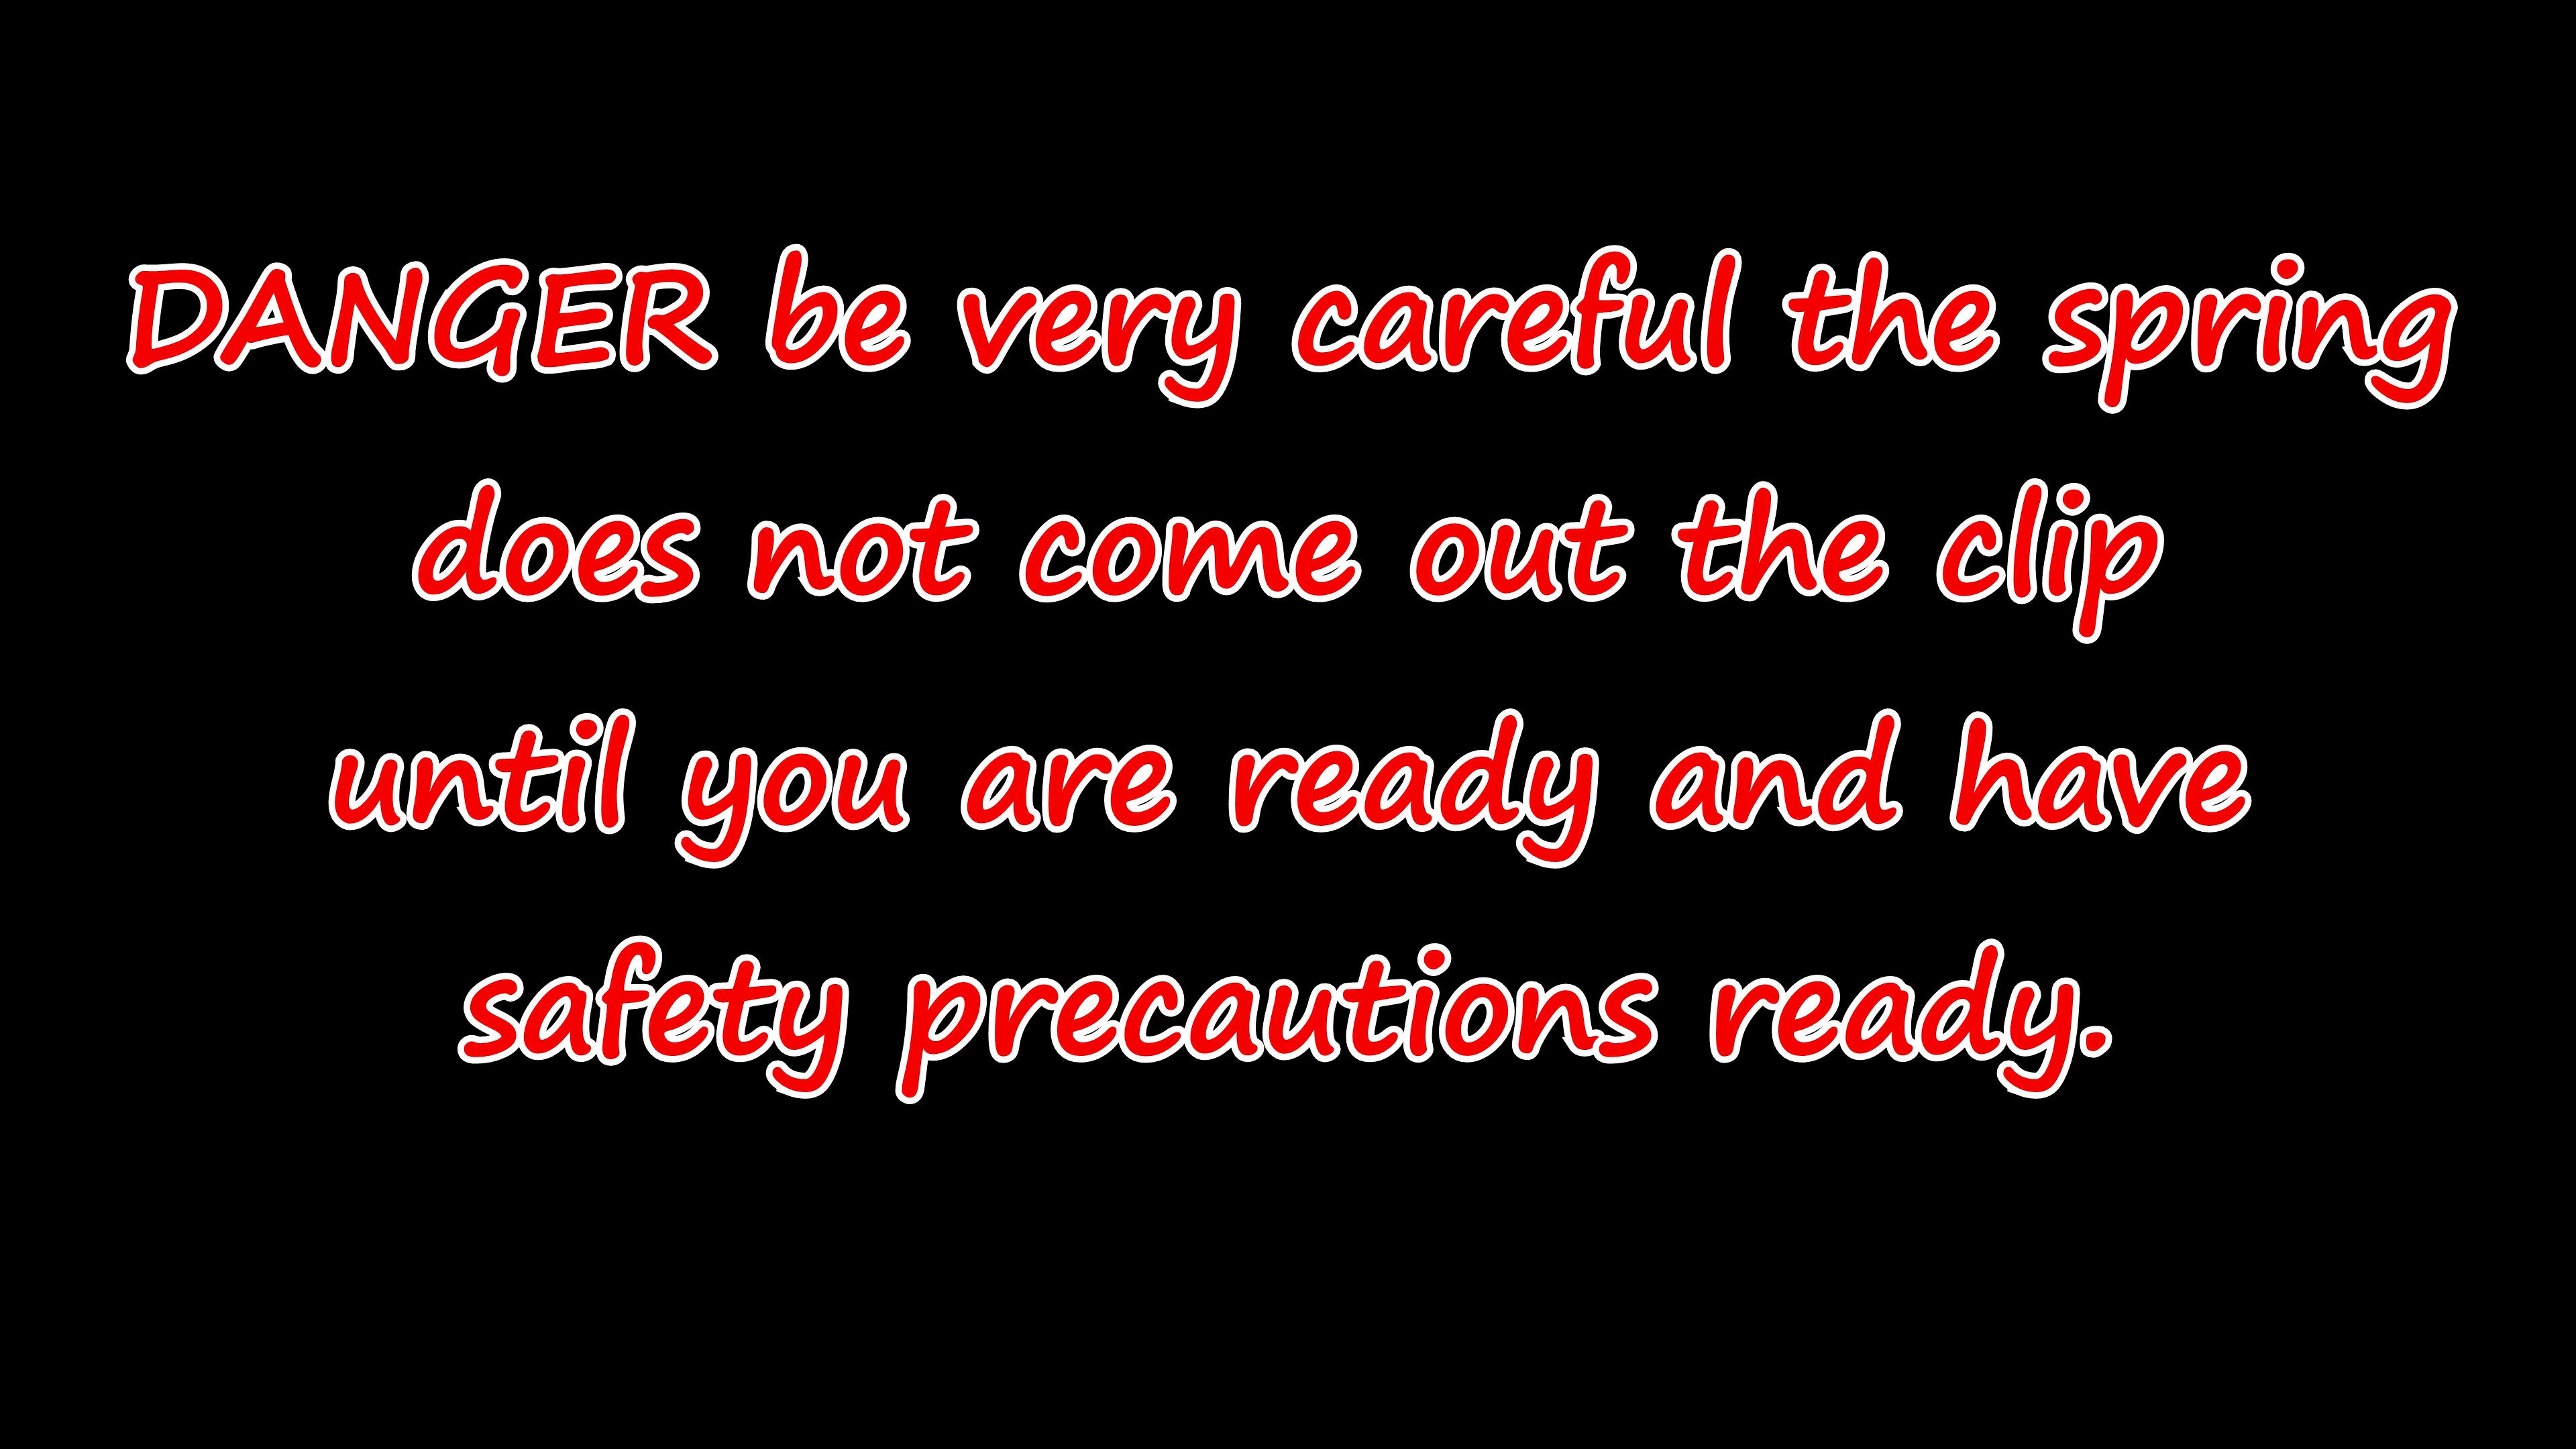 DANGER be very careful the spring
does not come out the clip
until you are ready and have
safety precautions ready.